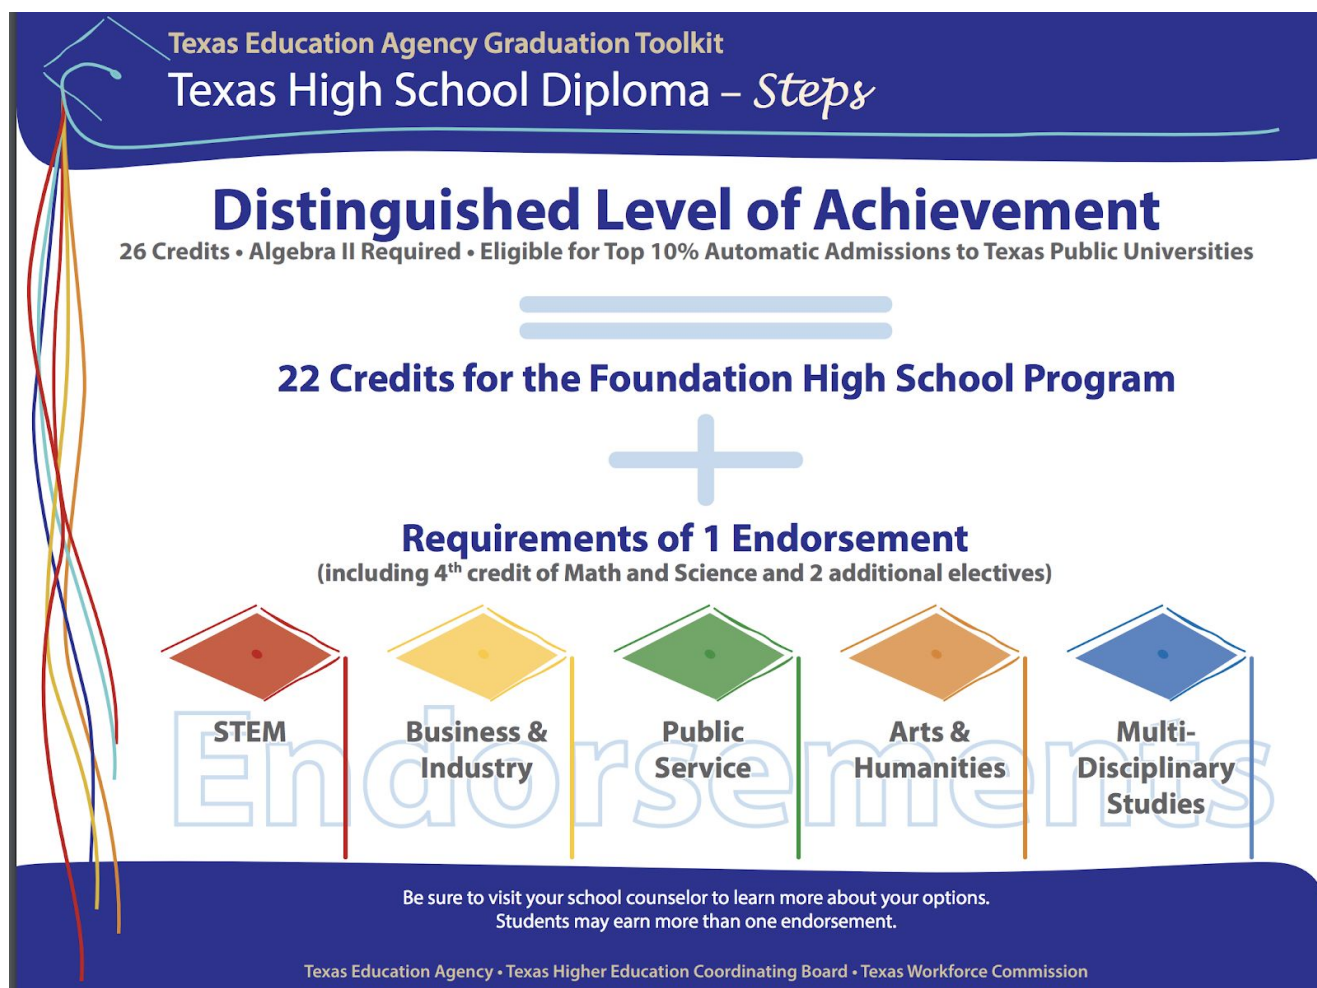 Texas Education Agency Graduation Toolkit
Texas High School Diploma – Steps
Distinguished Level of Achievement
26 Credits • Algebra II Required • Eligible for Top 10% Automatic Admissions to Texas Public Universities
22 Credits for the Foundation High School Program
Requirements of 1 Endorsement
(including 4th credit of Math and Science and 2 additional electives)
Endorsements
STEM
Business &
Industry
Public
Service
Arts &
Humanities
Multi-
Disciplinary
Studies
Be sure to visit your school counselor to learn more about your options.
Students may earn more than one endorsement.
Texas Education Agency • Texas Higher Education Coordinating Board • Texas Workforce Commission